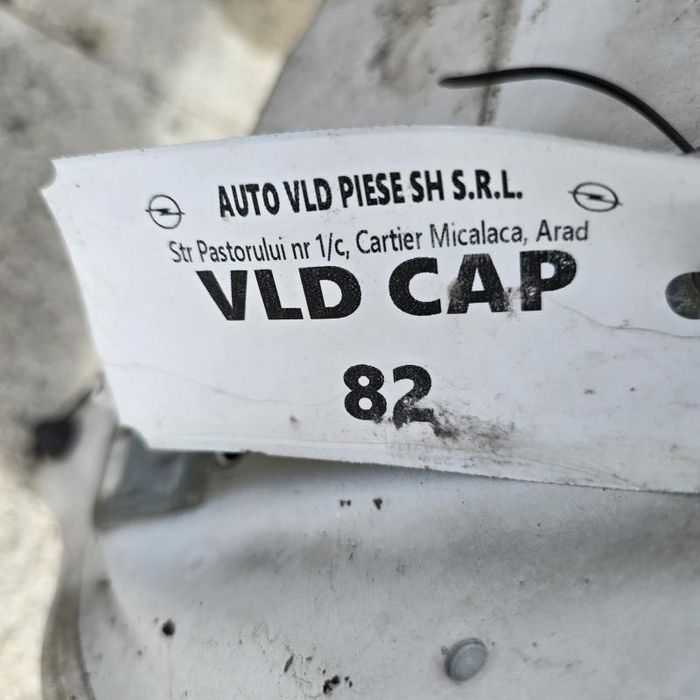 AUTO VLD PIESE SH S.R.L.
Str Pastorului nr 1/c, Cartier Micalaca, Arad
VLD CAP
82